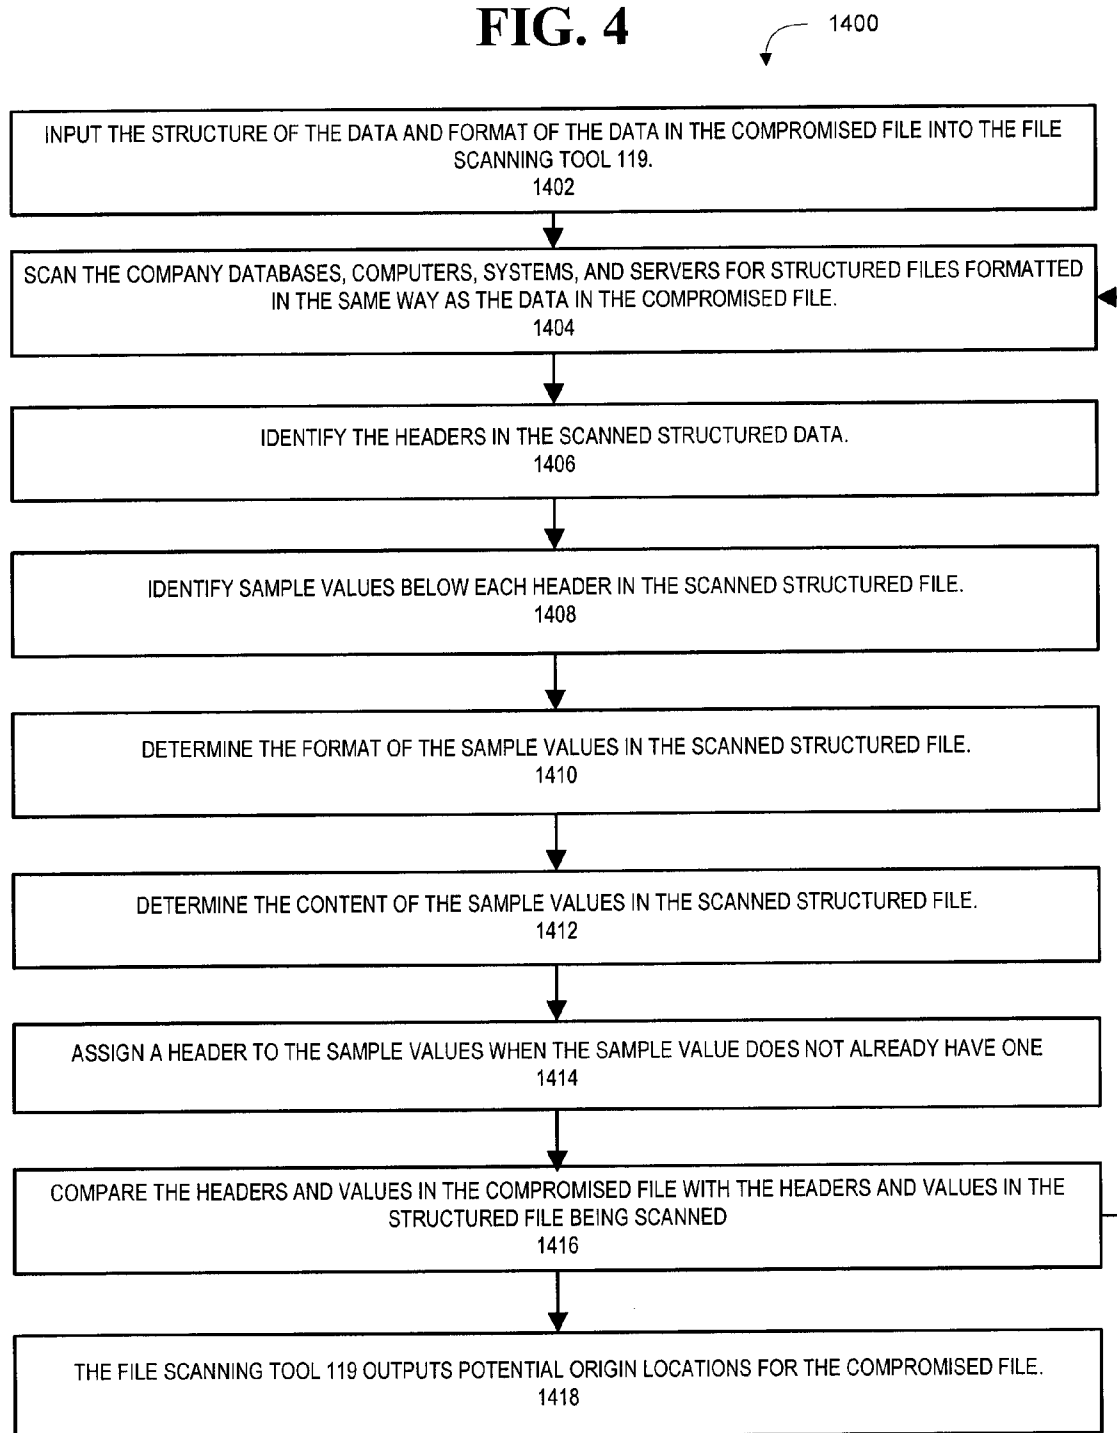 FIG. 4
1400
INPUT THE STRUCTURE OF THE DATA AND FORMAT OF THE DATA IN THE COMPROMISED FILE INTO THE FILE
SCANNING TOOL 119.
1402
SCAN THE COMPANY DATABASES, COMPUTERS, SYSTEMS, AND SERVERS FOR STRUCTURED FILES FORMATTED
IN THE SAME WAY AS THE DATA IN THE COMPROMISED FILE.
1404
IDENTIFY THE HEADERS IN THE SCANNED STRUCTURED DATA.
1406
IDENTIFY SAMPLE VALUES BELOW EACH HEADER IN THE SCANNED STRUCTURED FILE.
1408
DETERMINE THE FORMAT OF THE SAMPLE VALUES IN THE SCANNED STRUCTURED FILE.
1410
DETERMINE THE CONTENT OF THE SAMPLE VALUES IN THE SCANNED STRUCTURED FILE.
1412
ASSIGN A HEADER TO THE SAMPLE VALUES WHEN THE SAMPLE VALUE DOES NOT ALREADY HAVE ONE
1414
COMPARE THE HEADERS AND VALUES IN THE COMPROMISED FILE WITH THE HEADERS AND VALUES IN THE
STRUCTURED FILE BEING SCANNED
1416
THE FILE SCANNING TOOL 119 OUTPUTS POTENTIAL ORIGIN LOCATIONS FOR THE COMPROMISED FILE.
1418